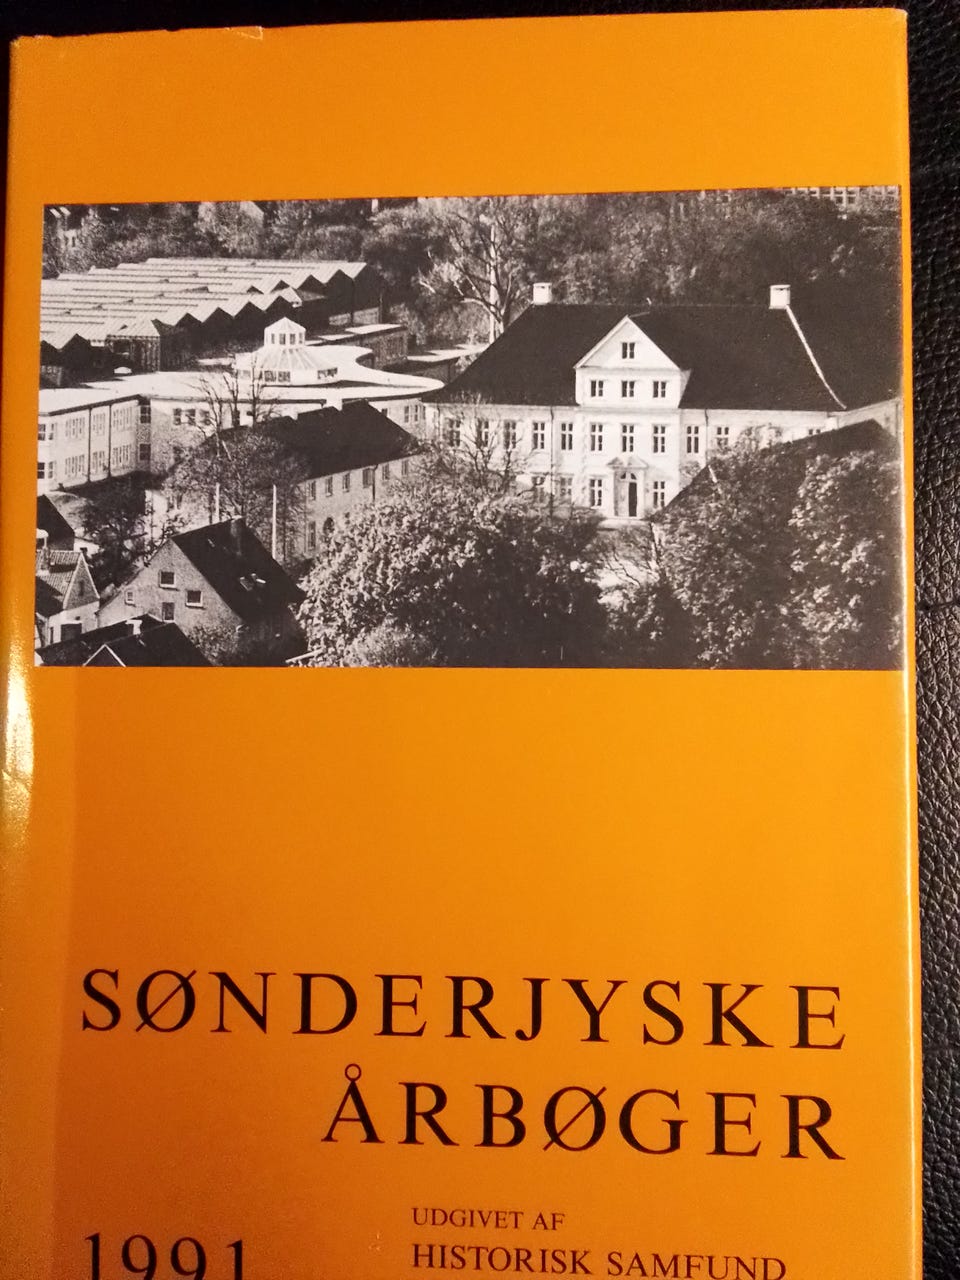 SØNDERJYSKE
ÅRBØGER
1991
UDGIVET AF
HISTORISK SAMFUND